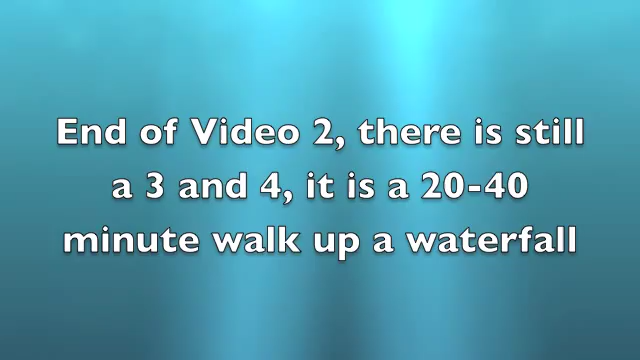 End of Video 2, there is still
a 3 and 4, it is a 20-40
minute walk up a waterfall